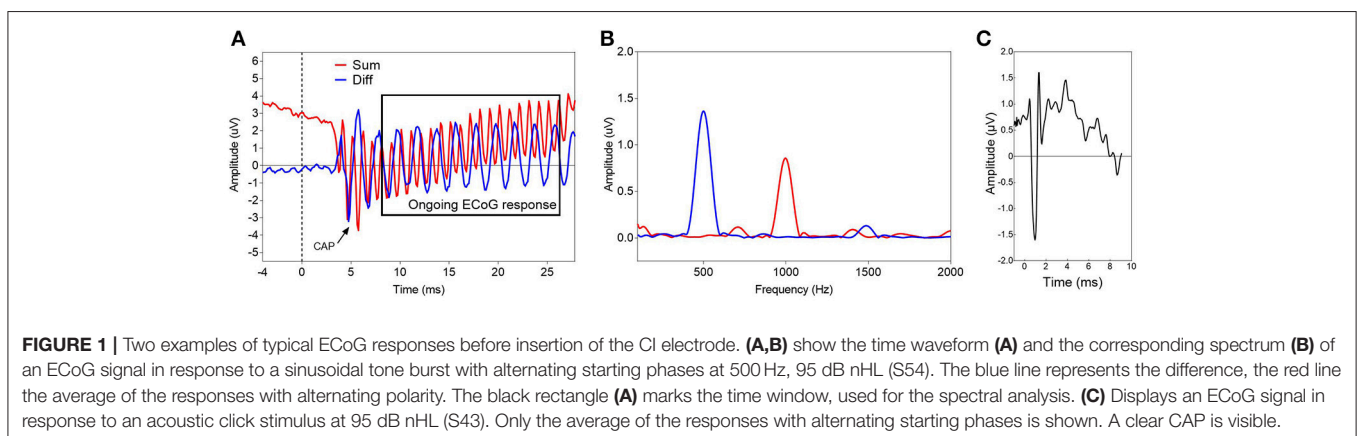 A
B
C
6
5
4
3
2
1
0
-1
-2
-3
-4
-5
Amplitude (uV)
Sum
Diff
Ongoing ECoG response
CAP
-4
0
5
10
15
20
25
Time (ms)
2.0
1.5
1.0
0.5
0.0
Amplitude (µV)
500
1000
1500
2000
Frequency (Hz)
2.0
1.5
1.0
0.5
0
-0.5
-1.0
-1.5
-2.0
Amplitude (µV)
0
2
4
6
8
10
Time (ms)
FIGURE 1 | Two examples of typical ECoG responses before insertion of the CI electrode. (A,B) show the time waveform (A) and the corresponding spectrum (B) of
an ECoG signal in response to a sinusoidal tone burst with alternating starting phases at 500 Hz, 95 dB nHL (S54). The blue line represents the difference, the red line
the average of the responses with alternating polarity. The black rectangle (A) marks the time window, used for the spectral analysis. (C) Displays an ECoG signal in
response to an acoustic click stimulus at 95 dB nHL (S43). Only the average of the responses with alternating starting phases is shown. A clear CAP is visible.